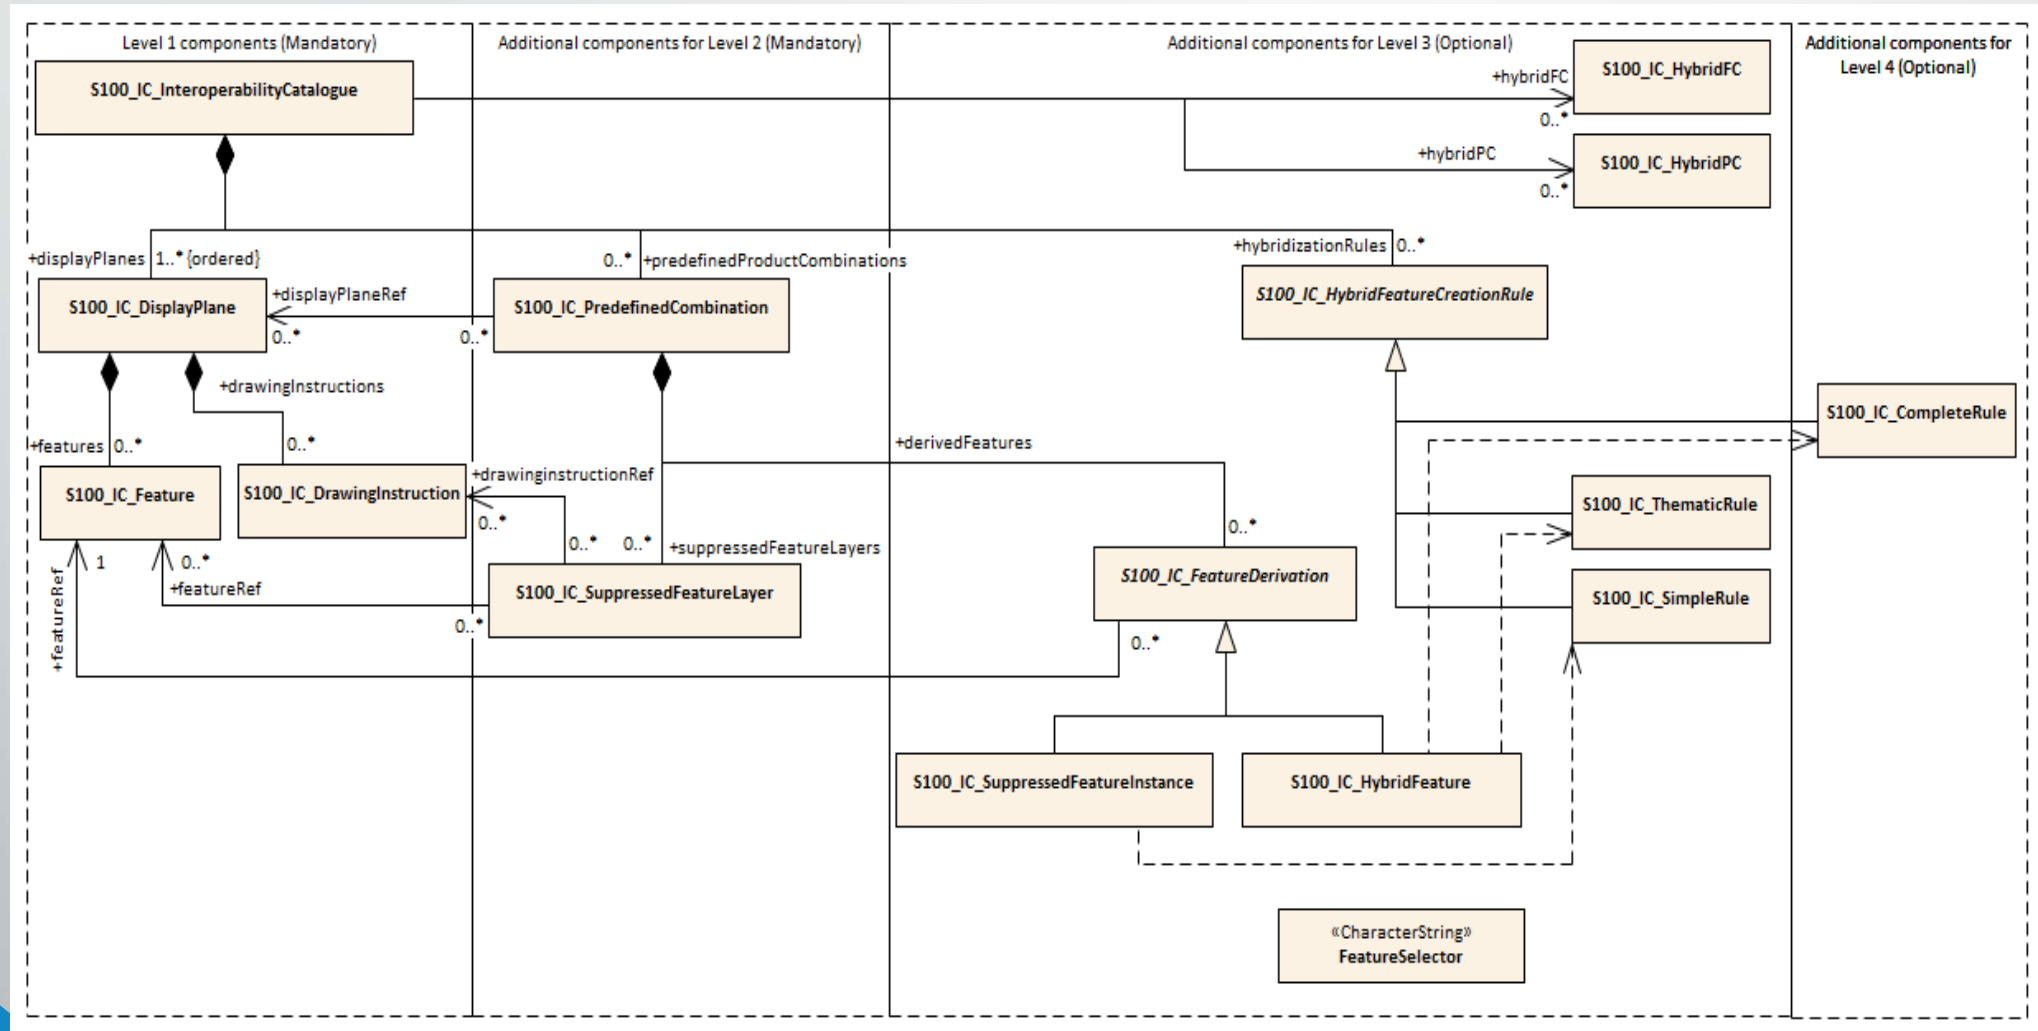 Level 1 components (Mandatory)
Additional components for Level 2 (Mandatory)
Additional components for Level 3 (Optional)
Additional components for
Level 4 (Optional)
S100_IC_InteroperabilityCatalogue
+hybridFC
0..*
S100_IC_HybridFC
+hybridPC
0..*
S100_IC_HybridPC
+displayPlanes
1..* {ordered}
0..*
+predefinedProductCombinations
+hybridizationRules
0..*
S100_IC_DisplayPlane
+displayPlaneRef
0..*
0..*
S100_IC_PredefinedCombination
S100_IC_HybridFeatureCreationRule
+drawingInstructions
0..*
+features
0..*
S100_IC_Feature
S100_IC_DrawingInstruction
+drawinginstructionRef
0..*
0..*
0..*
+suppressedFeatureLayers
+derivedFeatures
0..*
S100_IC_CompleteRule
S100_IC_ThematicRule
S100_IC_SimpleRule
+featureRef
1
0..*
+featureRef
0..*
S100_IC_SuppressedFeatureLayer
S100_IC_FeatureDerivation
0..*
S100_IC_SuppressedFeatureInstance
S100_IC_HybridFeature
«CharacterString»
FeatureSelector